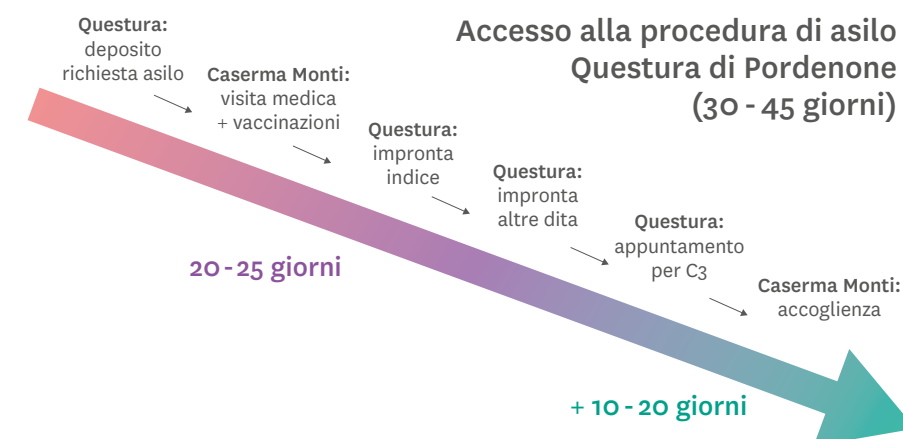 Accesso alla procedura di asilo
Questura di Pordenone
(30 - 45 giorni)
Questura:
deposito
richiesta asilo
Caserma Monti:
visita medica
+ vaccinazioni
Questura:
impronta
indice
Questura:
impronta
altre dita
Questura:
appuntamento
per C3
Caserma Monti:
accoglienza
20 - 25 giorni
+ 10 - 20 giorni